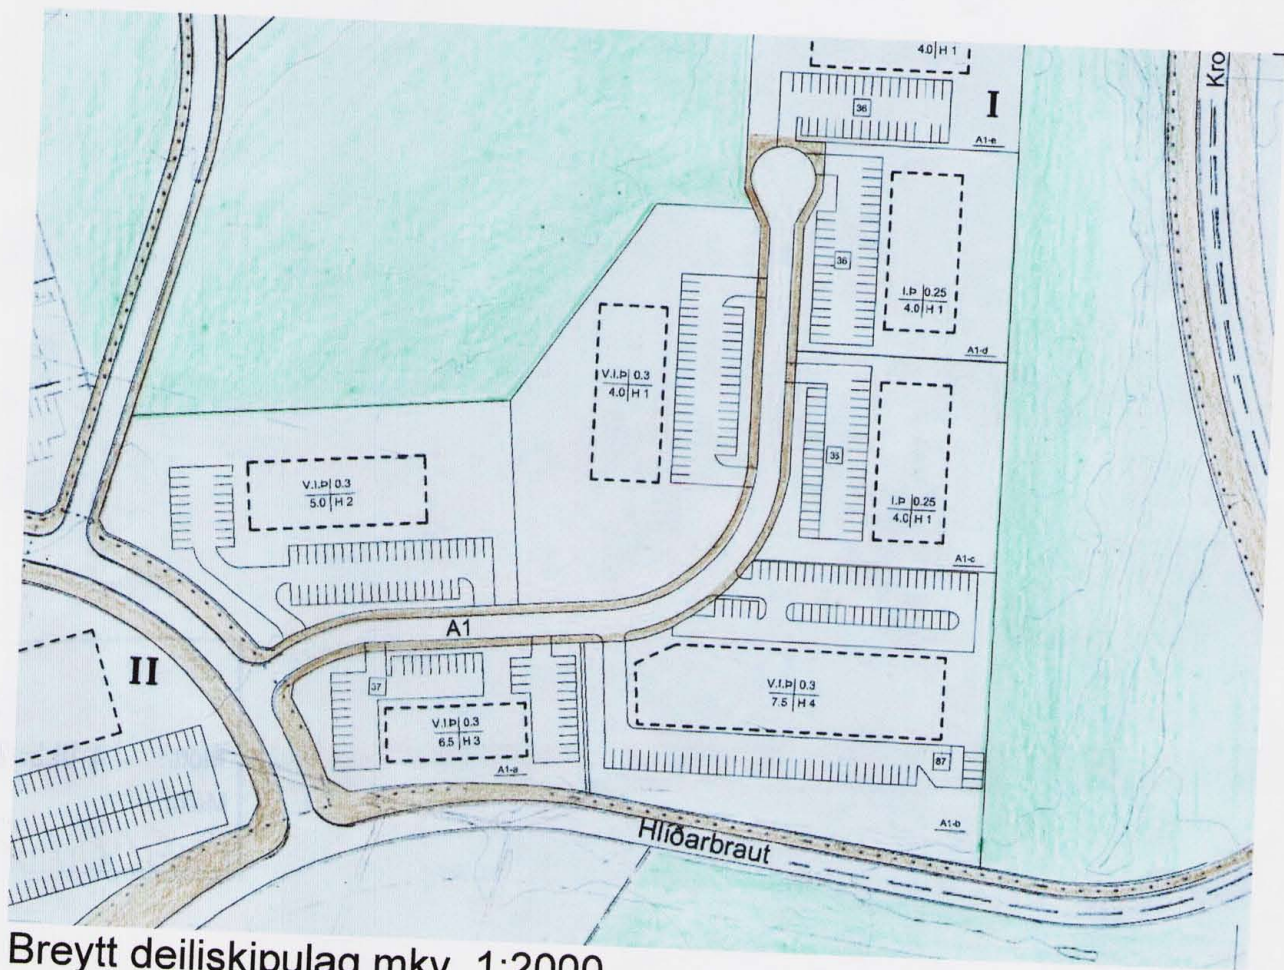 4.0 H 1
36
I
A1-e
Kro
36
I.Þ 0.25
4.0 H 1
A1-d
V.I.Þ 0.3
4.0 H 1
35
I.Þ 0.25
4.0 H 1
A1-c
V.I.Þ 0.3
5.0 H 2
A1
II
37
V.I.Þ 0.3
6.5 H 3
A1-a
V.I.Þ 0.3
7.5 H 4
87
A1-b
Hlíðarbraut
Breytt deiliskipulag mkv. 1:2000